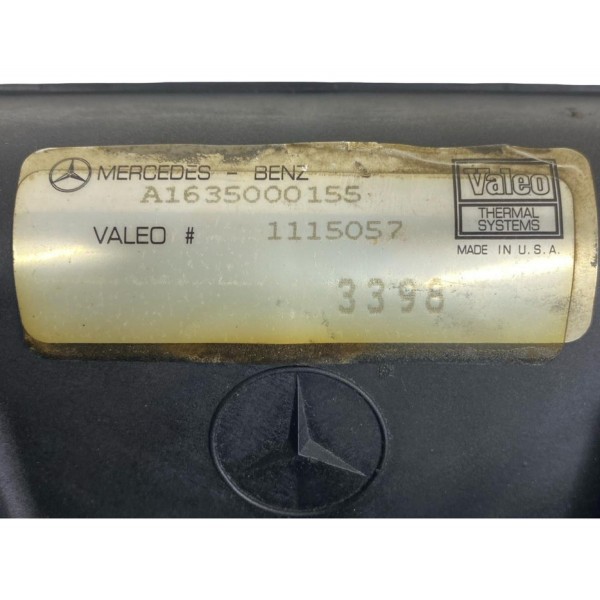 MERCEDES - BENZ
A1635000155
VALEO # 1115057
3398
Valeo
THERMAL
SYSTEMS
MADE IN U.S.A.